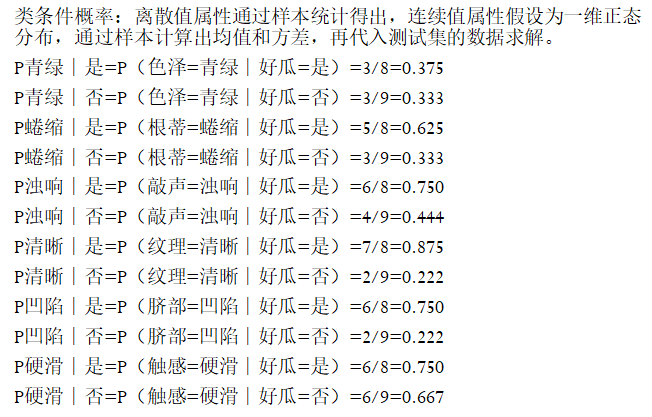 类条件概率：离散值属性通过样本统计得出，连续值属性假设为一维正态
分布，通过样本计算出均值和方差，再代入测试集的数据求解。
P青绿｜是=P（色泽=青绿｜好瓜=是）=3/8=0.375
P青绿｜否=P（色泽=青绿｜好瓜=否）=3/9=0.333
P蜷缩｜是=P（根蒂=蜷缩｜好瓜=是）=5/8=0.625
P蜷缩｜否=P（根蒂=蜷缩｜好瓜=否）=3/9=0.333
P浊响｜是=P（敲声=浊响｜好瓜=是）=6/8=0.750
P浊响｜否=P（敲声=浊响｜好瓜=否）=4/9=0.444
P清晰｜是=P（纹理=清晰｜好瓜=是）=7/8=0.875
P清晰｜否=P（纹理=清晰｜好瓜=否）=2/9=0.222
P凹陷｜是=P（脐部=凹陷｜好瓜=是）=6/8=0.750
P凹陷｜否=P（脐部=凹陷｜好瓜=否）=2/9=0.222
P硬滑｜是=P（触感=硬滑｜好瓜=是）=6/8=0.750
P硬滑｜否=P（触感=硬滑｜好瓜=否）=6/9=0.667